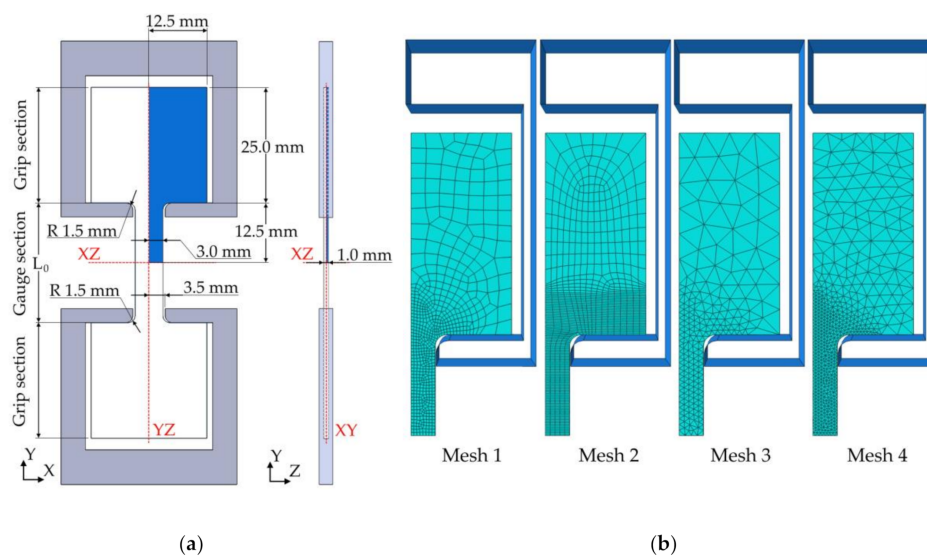 12.5 mm
Grip section
25.0 mm
R 1.5 mm
12.5 mm
XZ
3.0 mm
XZ
1.0 mm
Gauge section
L₀
R 1.5 mm
3.5 mm
Grip section
YZ
XY
Y
X
Y
Z
Mesh 1
Mesh 2
Mesh 3
Mesh 4
(a)
(b)